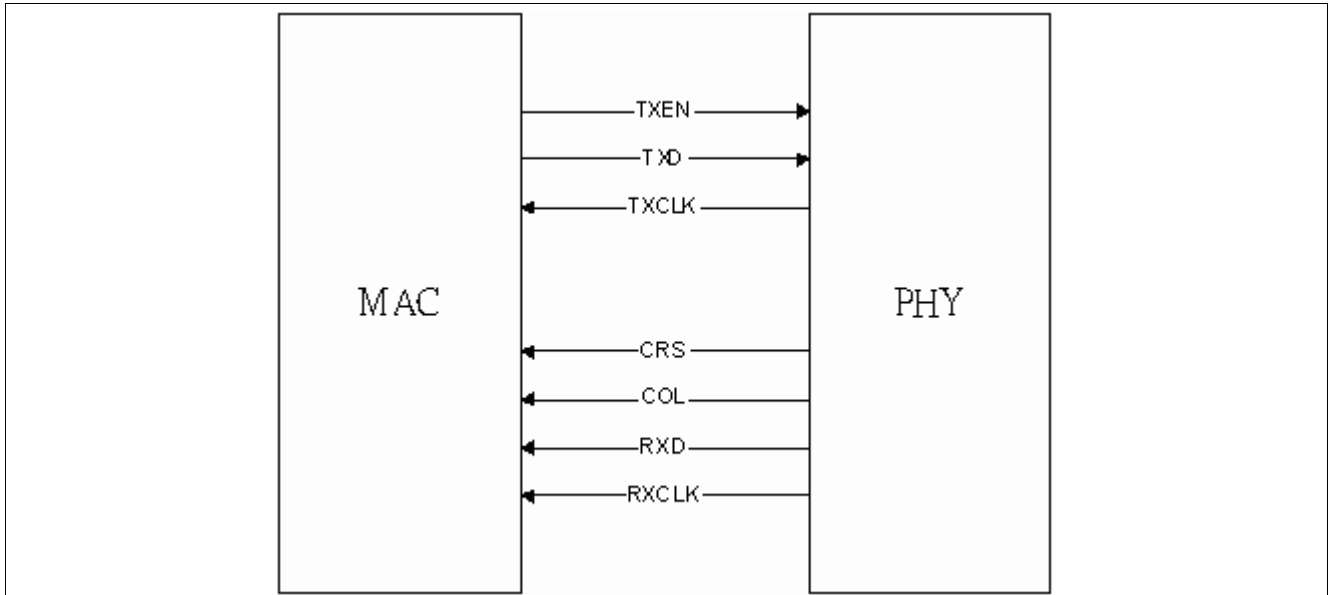 TXEN
TXD
TXCLK
MAC
PHY
CRS
COL
RXD
RXCLK